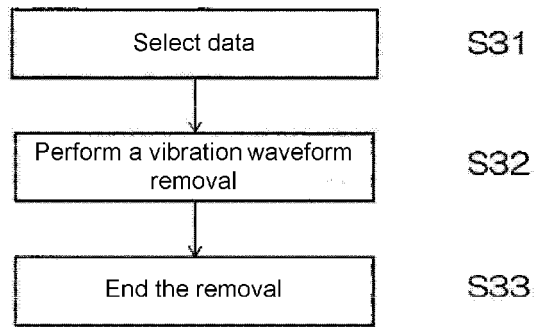 Select data S31
Perform a vibration waveform
removal
S32
End the removal S33